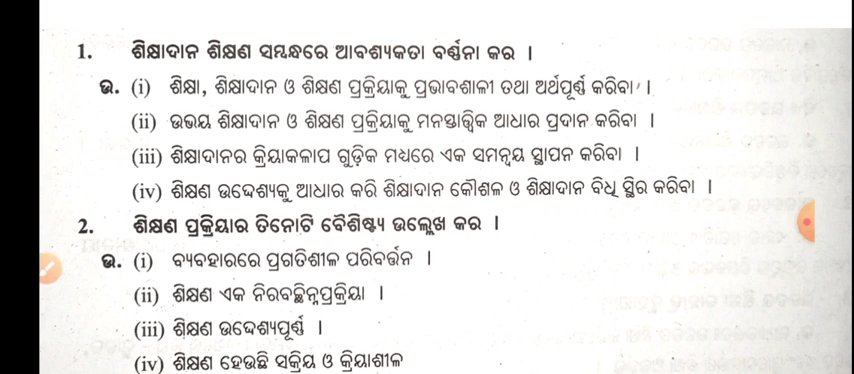 1. ଶିକ୍ଷାଦାନ ଶିକ୍ଷଣ ସମ୍ବନ୍ଧରେ ଆବଶ୍ୟକତା ବର୍ଣ୍ଣନା କର ।
ଉ. (i) ଶିକ୍ଷା, ଶିକ୍ଷାଦାନ ଓ ଶିକ୍ଷଣ ପ୍ରକ୍ରିୟାକୁ ପ୍ରଭାବଶାଳୀ ତଥା ଅର୍ଥପୂର୍ଣ୍ଣ କରିବା ।
(ii) ଉଭୟ ଶିକ୍ଷାଦାନ ଓ ଶିକ୍ଷଣ ପ୍ରକ୍ରିୟାକୁ ମନସ୍ତାତ୍ତ୍ୱିକ ଆଧାର ପ୍ରଦାନ କରିବା ।
(iii) ଶିକ୍ଷାଦାନର କ୍ରିୟାକଳାପ ଗୁଡ଼ିକ ମଧ୍ୟରେ ଏକ ସମନ୍ୱୟ ସ୍ଥାପନ କରିବା ।
(iv) ଶିକ୍ଷଣ ଉଦ୍ଦେଶ୍ୟକୁ ଆଧାର କରି ଶିକ୍ଷାଦାନ କୌଶଳ ଓ ଶିକ୍ଷାଦାନ ବିଧି ସ୍ଥିର କରିବା ।
2. ଶିକ୍ଷଣ ପ୍ରକ୍ରିୟାର ତିନୋଟି ବୈଶିଷ୍ଟ୍ୟ ଉଲ୍ଲେଖ କର ।
ଉ. (i) ବ୍ୟବହାରରେ ପ୍ରଗତିଶୀଳ ପରିବର୍ତ୍ତନ ।
(ii) ଶିକ୍ଷଣ ଏକ ନିରବଚ୍ଛିନ୍ନପ୍ରକ୍ରିୟା ।
(iii) ଶିକ୍ଷଣ ଉଦ୍ଦେଶ୍ୟପୂର୍ଣ୍ଣ ।
(iv) ଶିକ୍ଷଣ ହେଉଛି ସକ୍ରିୟ ଓ କ୍ରିୟାଶୀଳ